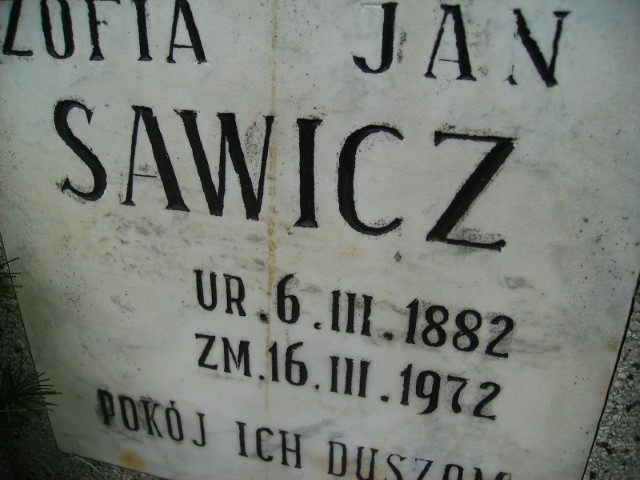 ZOFIA JAN
SAWICZ
UR. 6. III. 1882
ZM. 16. III. 1972
POKÓJ ICH DUSZOM